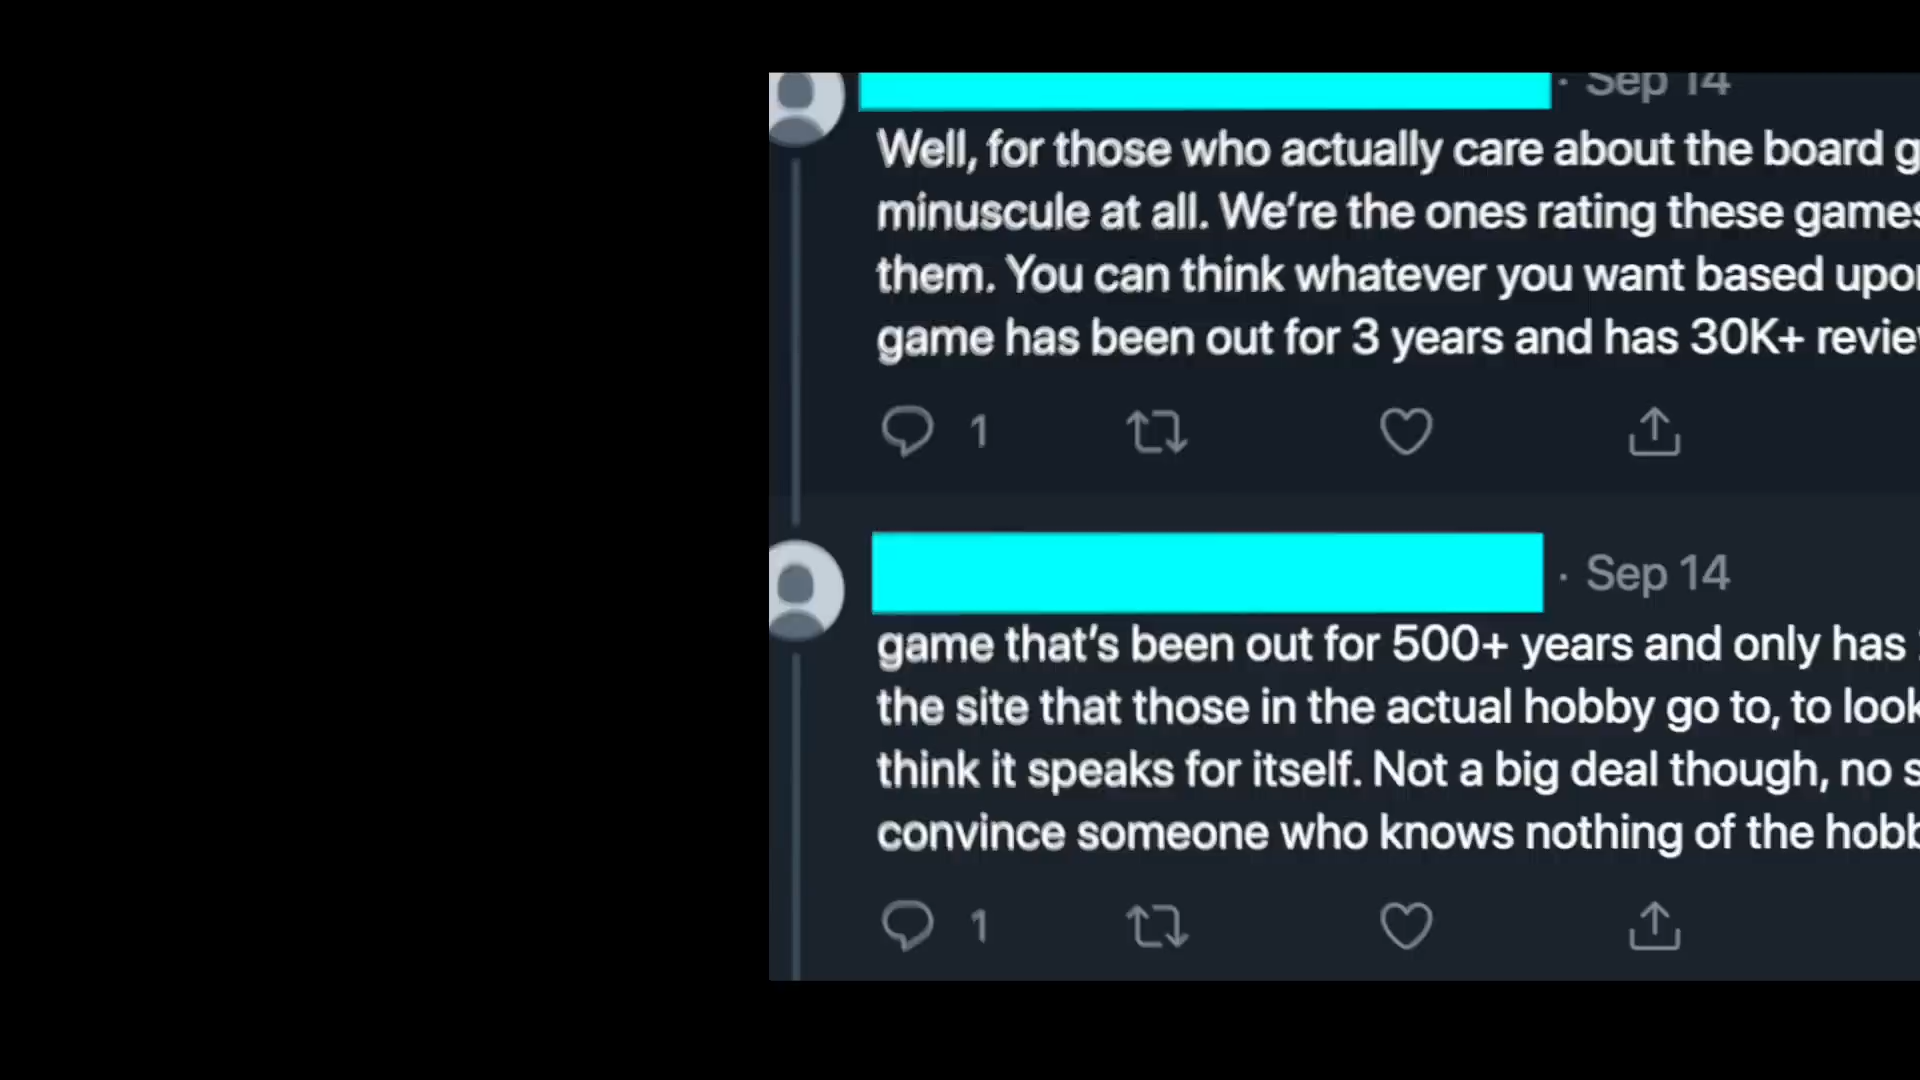 · Sep 14
Well, for those who actually care about the board g
minuscule at all. We’re the ones rating these games
them. You can think whatever you want based upon
game has been out for 3 years and has 30K+ review
1
· Sep 14
game that’s been out for 500+ years and only has
the site that those in the actual hobby go to, to look
think it speaks for itself. Not a big deal though, no s
convince someone who knows nothing of the hobb
1